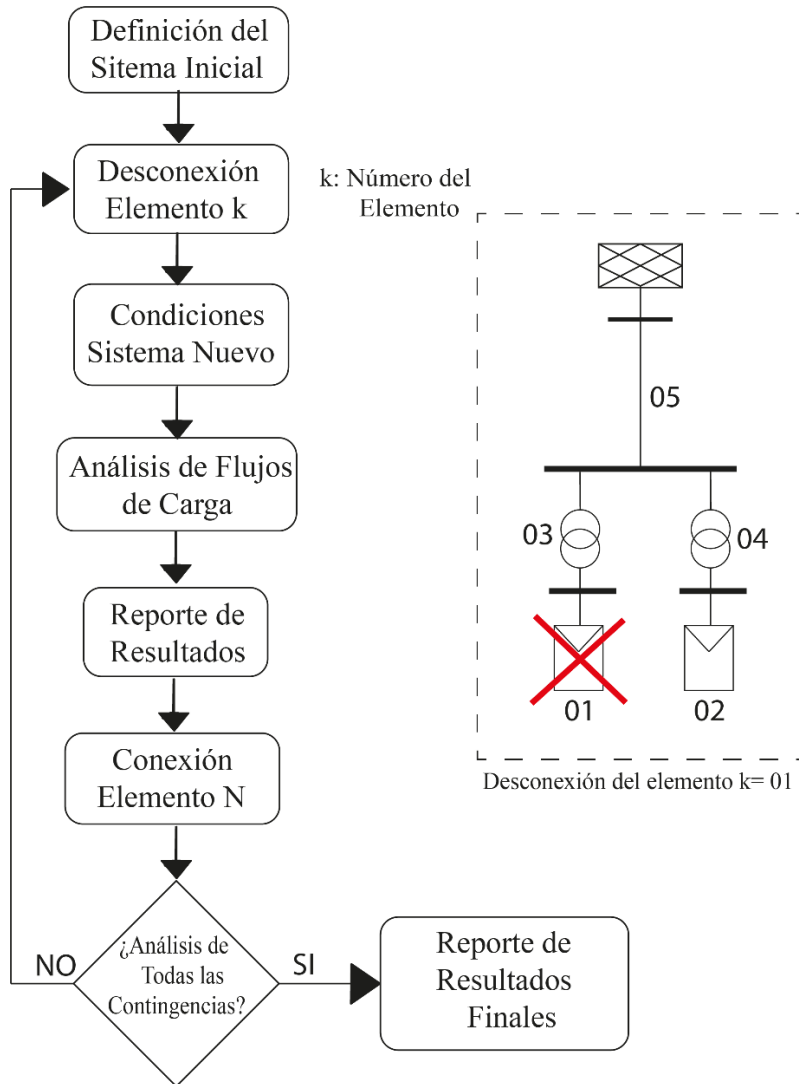 Definición del
Sitema Inicial
Desconexión
Elemento k
k: Número del
Elemento
Condiciones
Sistema Nuevo
Análisis de Flujos
de Carga
Reporte de
Resultados
Conexión
Elemento N
¿Análisis de
Todas las
Contingencias?
NO
SI
Reporte de
Resultados
Finales
05
03
04
01
02
Desconexión del elemento k= 01